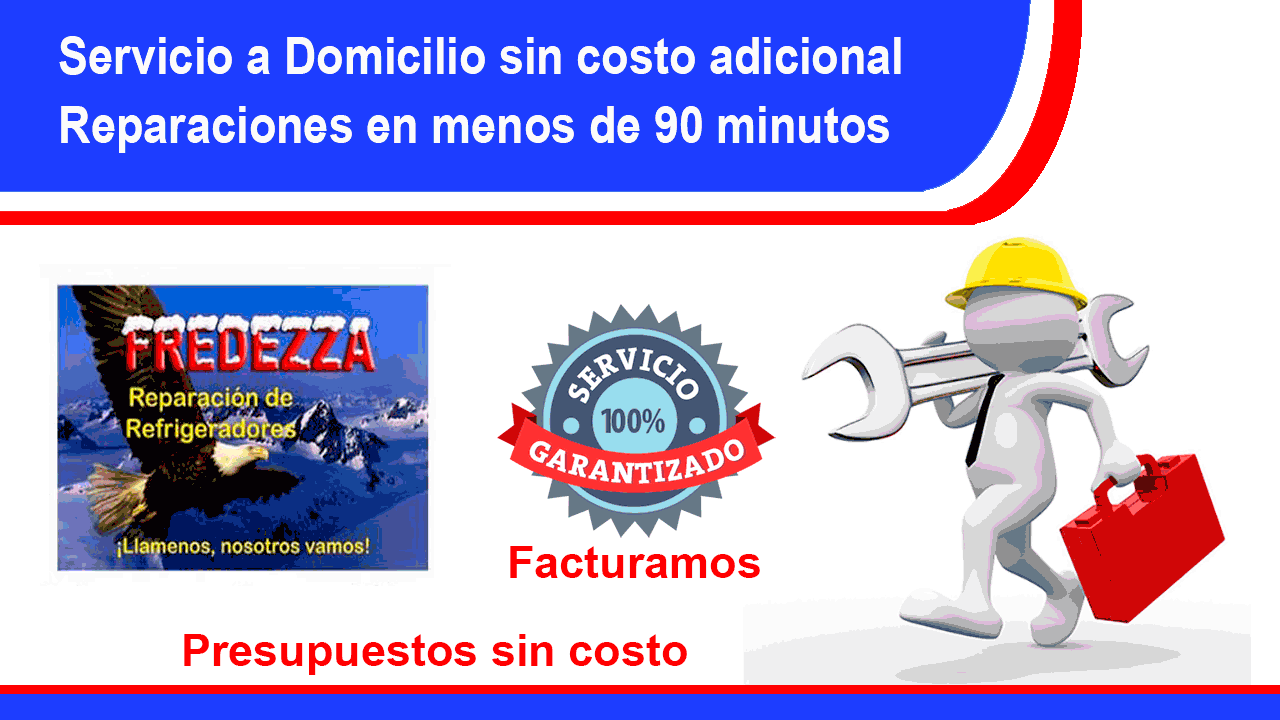 Servicio a Domicilio sin costo adicional
Reparaciones en menos de 90 minutos
FREDEZZA
Reparación de
Refrigeradores
¡Llamenos, nosotros vamos!
SERVICIO
100%
GARANTIZADO
Facturamos
Presupuestos sin costo